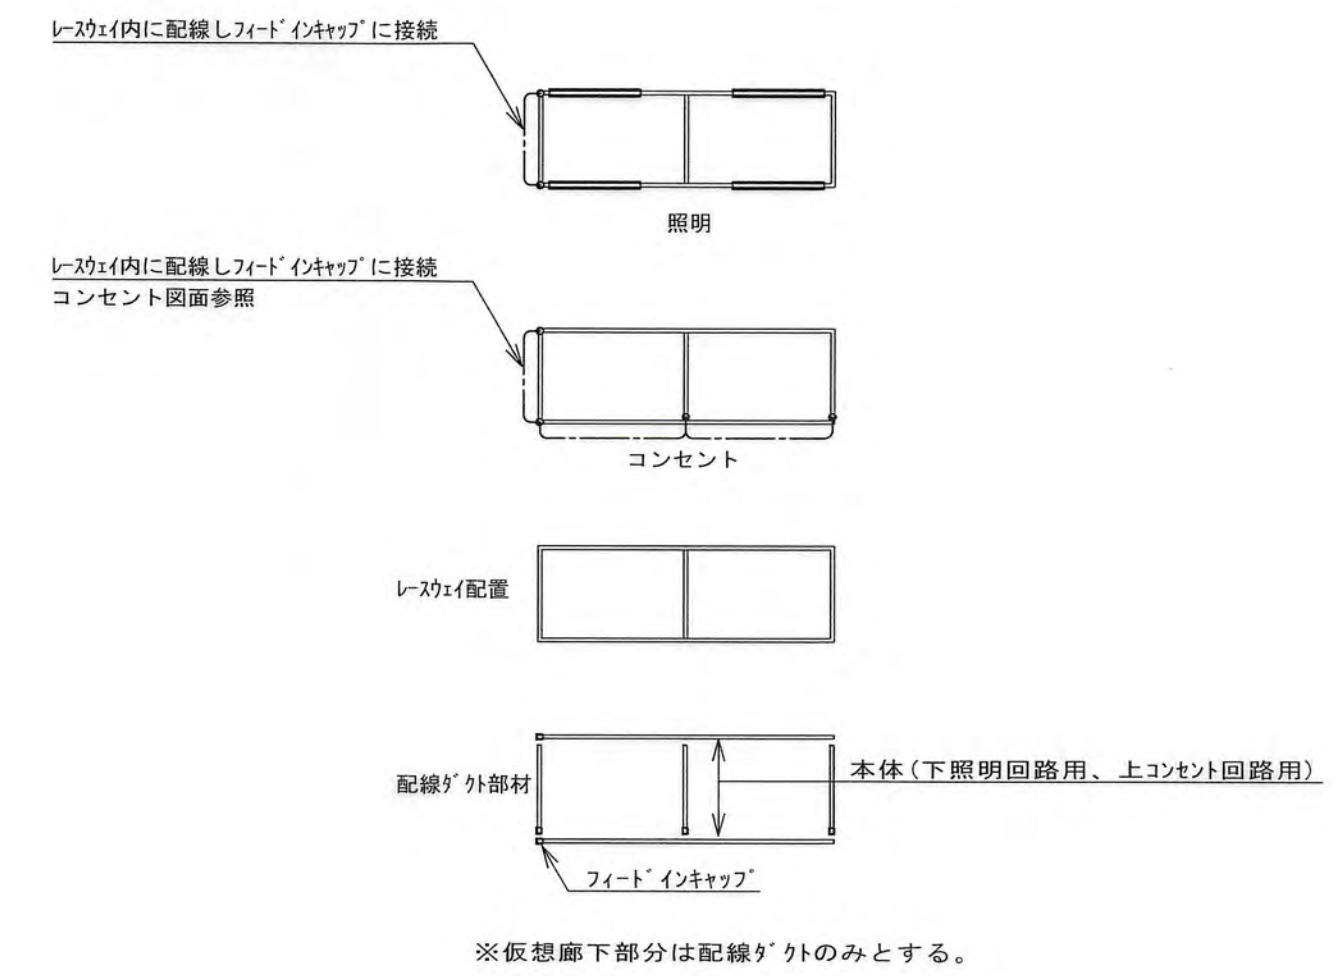 ﾚｰｽｳｪｲ内に配線しﾌｨｰﾄﾞｲﾝｷｬｯﾌﾟに接続
照明
ﾚｰｽｳｪｲ内に配線しﾌｨｰﾄﾞｲﾝｷｬｯﾌﾟに接続
コンセント図面参照
コンセント
ﾚｰｽｳｪｲ配置
配線ﾀﾞｸﾄ部材
本体(下照明回路用、上ｺﾝｾﾝﾄ回路用)
ﾌｨｰﾄﾞｲﾝｷｬｯﾌﾟ
※仮想廊下部分は配線ﾀﾞｸﾄのみとする。